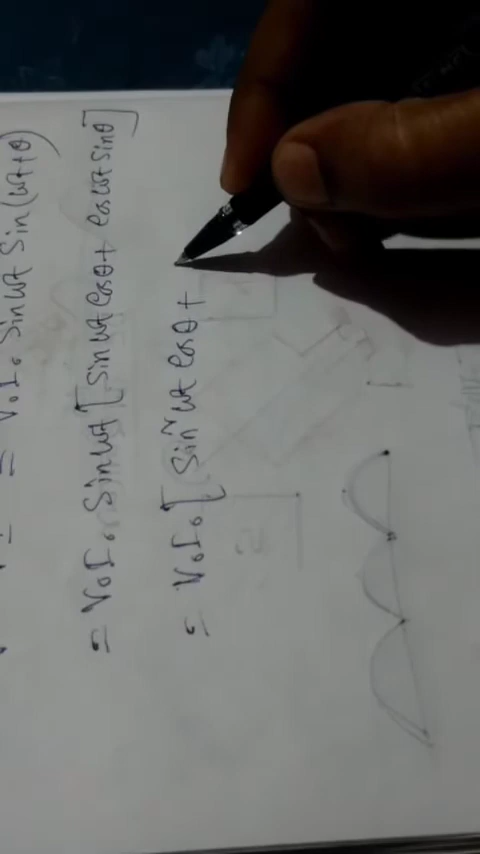 = V₀I₀ Sinωt Sin(ωt+θ)
= V₀I₀ Sinωt [Sinωt Cosθ + Cosωt Sinθ]
= V₀I₀ [Sin²ωt Cosθ +